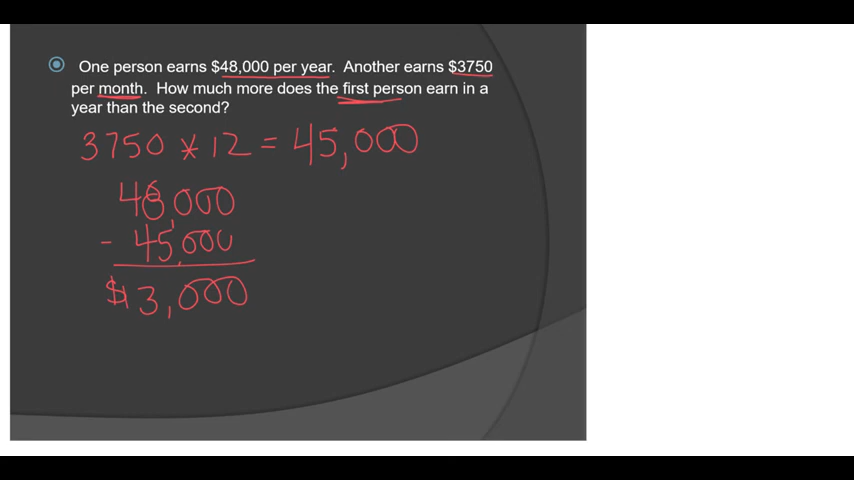 One person earns $48,000 per year. Another earns $3750
per month. How much more does the first person earn in a
year than the second?
3750 * 12 = 45,000
48,000
- 45,000
$3,000